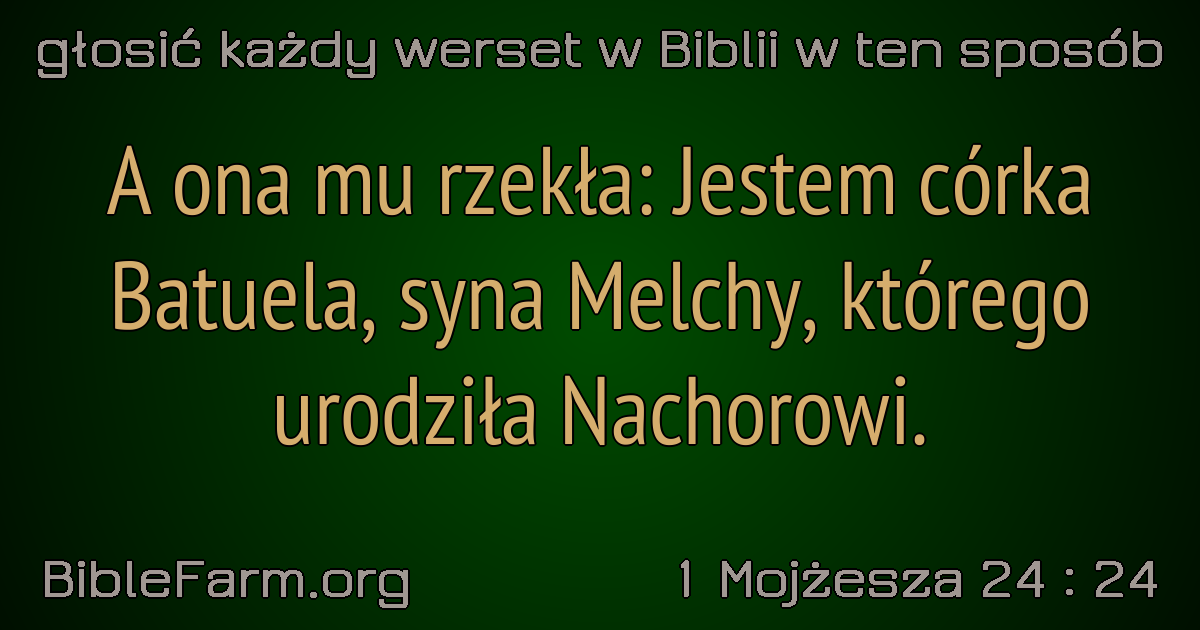 głosić każdy werset w Biblii w ten sposób
A ona mu rzekła: Jestem córka
Batuela, syna Melchy, którego
urodziła Nachorowi.
BibleFarm.org
1 Mojżesza 24 : 24